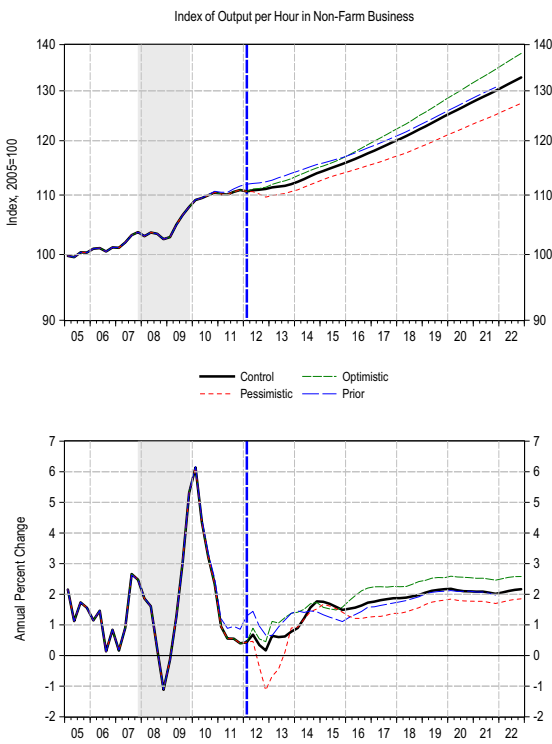 Index of Output per Hour in Non-Farm Business
140 140
130 130
120 120
110 110
100 100
90 90
Index, 2005=100
05 06 07 08 09 10 11 12 13 14 15 16 17 18 19 20 21 22
Control Optimistic
Pessimistic Prior
7 7
6 6
5 5
4 4
3 3
2 2
1 1
0 0
-1 -1
-2 -2
Annual Percent Change
05 06 07 08 09 10 11 12 13 14 15 16 17 18 19 20 21 22